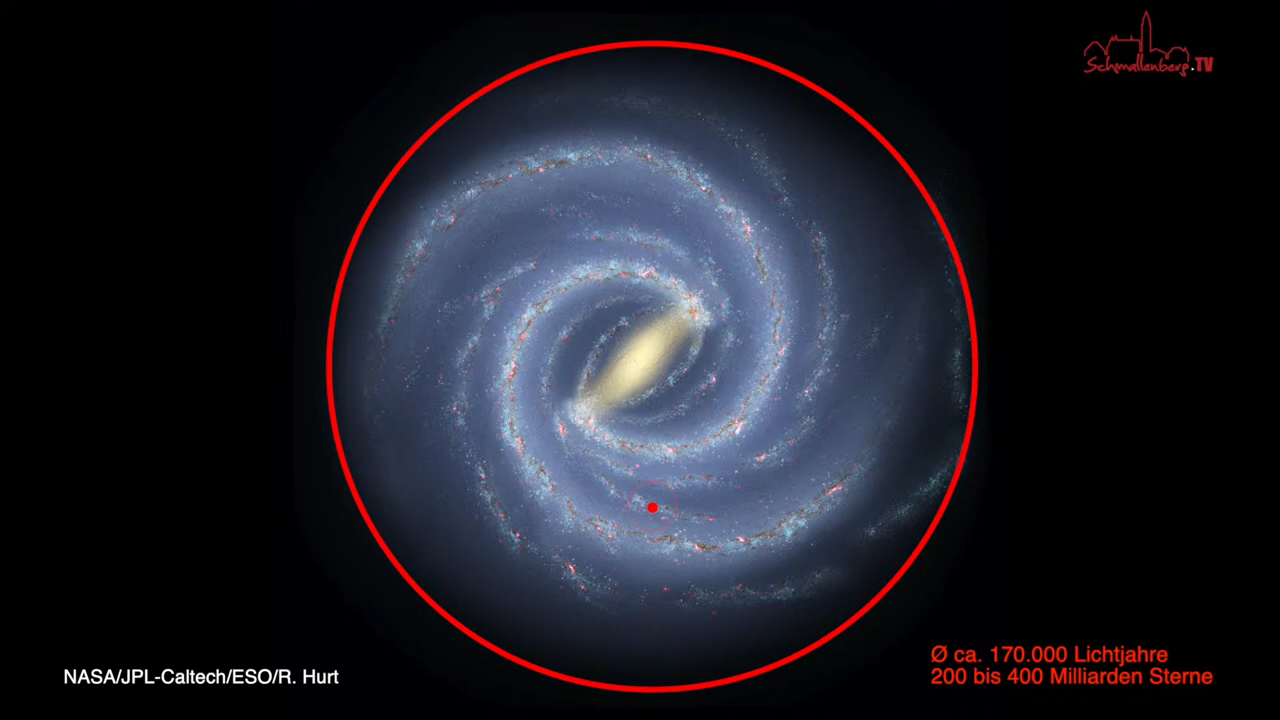 Schmallenberg.TV
NASA/JPL-Caltech/ESO/R. Hurt
Ø ca. 170.000 Lichtjahre
200 bis 400 Milliarden Sterne